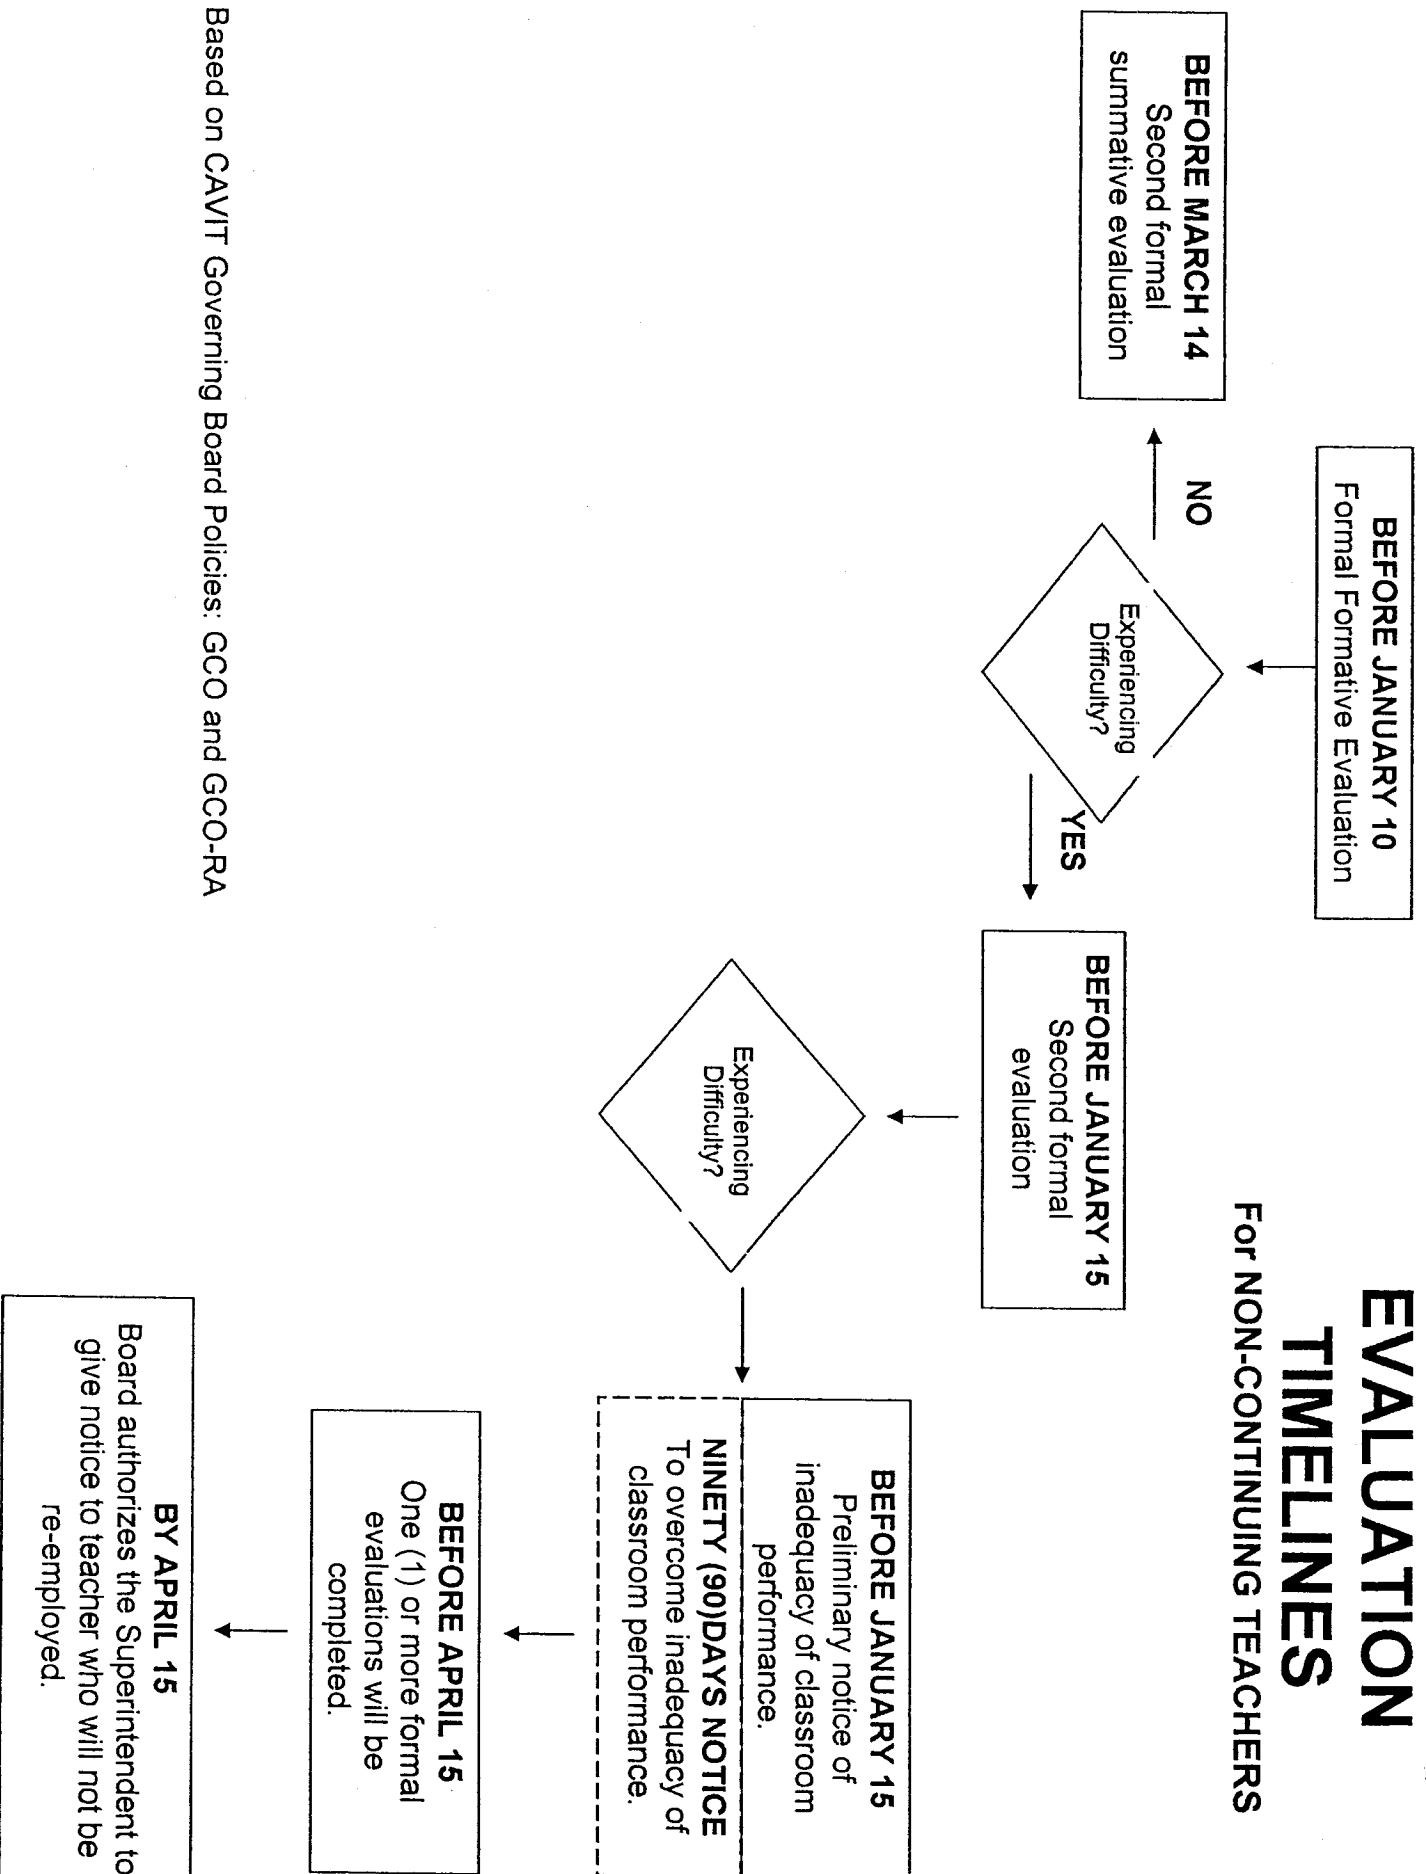 EVALUATION
TIMELINES
For NON-CONTINUING TEACHERS
BEFORE JANUARY 10
Formal Formative Evaluation
Experiencing
Difficulty?
NO
BEFORE MARCH 14
Second formal
summative evaluation
YES
BEFORE JANUARY 15
Second formal
evaluation
Experiencing
Difficulty?
BEFORE JANUARY 15
Preliminary notice of
inadequacy of classroom
performance.
NINETY (90)DAYS NOTICE
To overcome inadequacy of
classroom performance.
BEFORE APRIL 15
One (1) or more formal
evaluations will be
completed.
BY APRIL 15
Board authorizes the Superintendent to
give notice to teacher who will not be
re-employed.
Based on CAVIT Governing Board Policies: GCO and GCO-RA